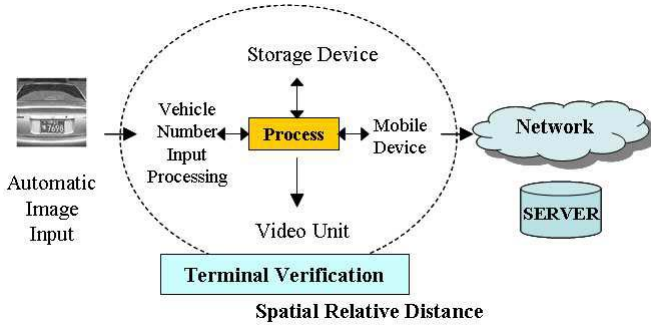 Storage Device
Vehicle
Number
Input
Processing
Process
Mobile
Device
Network
Automatic
Image
Input
SERVER
Video Unit
Terminal Verification
Spatial Relative Distance